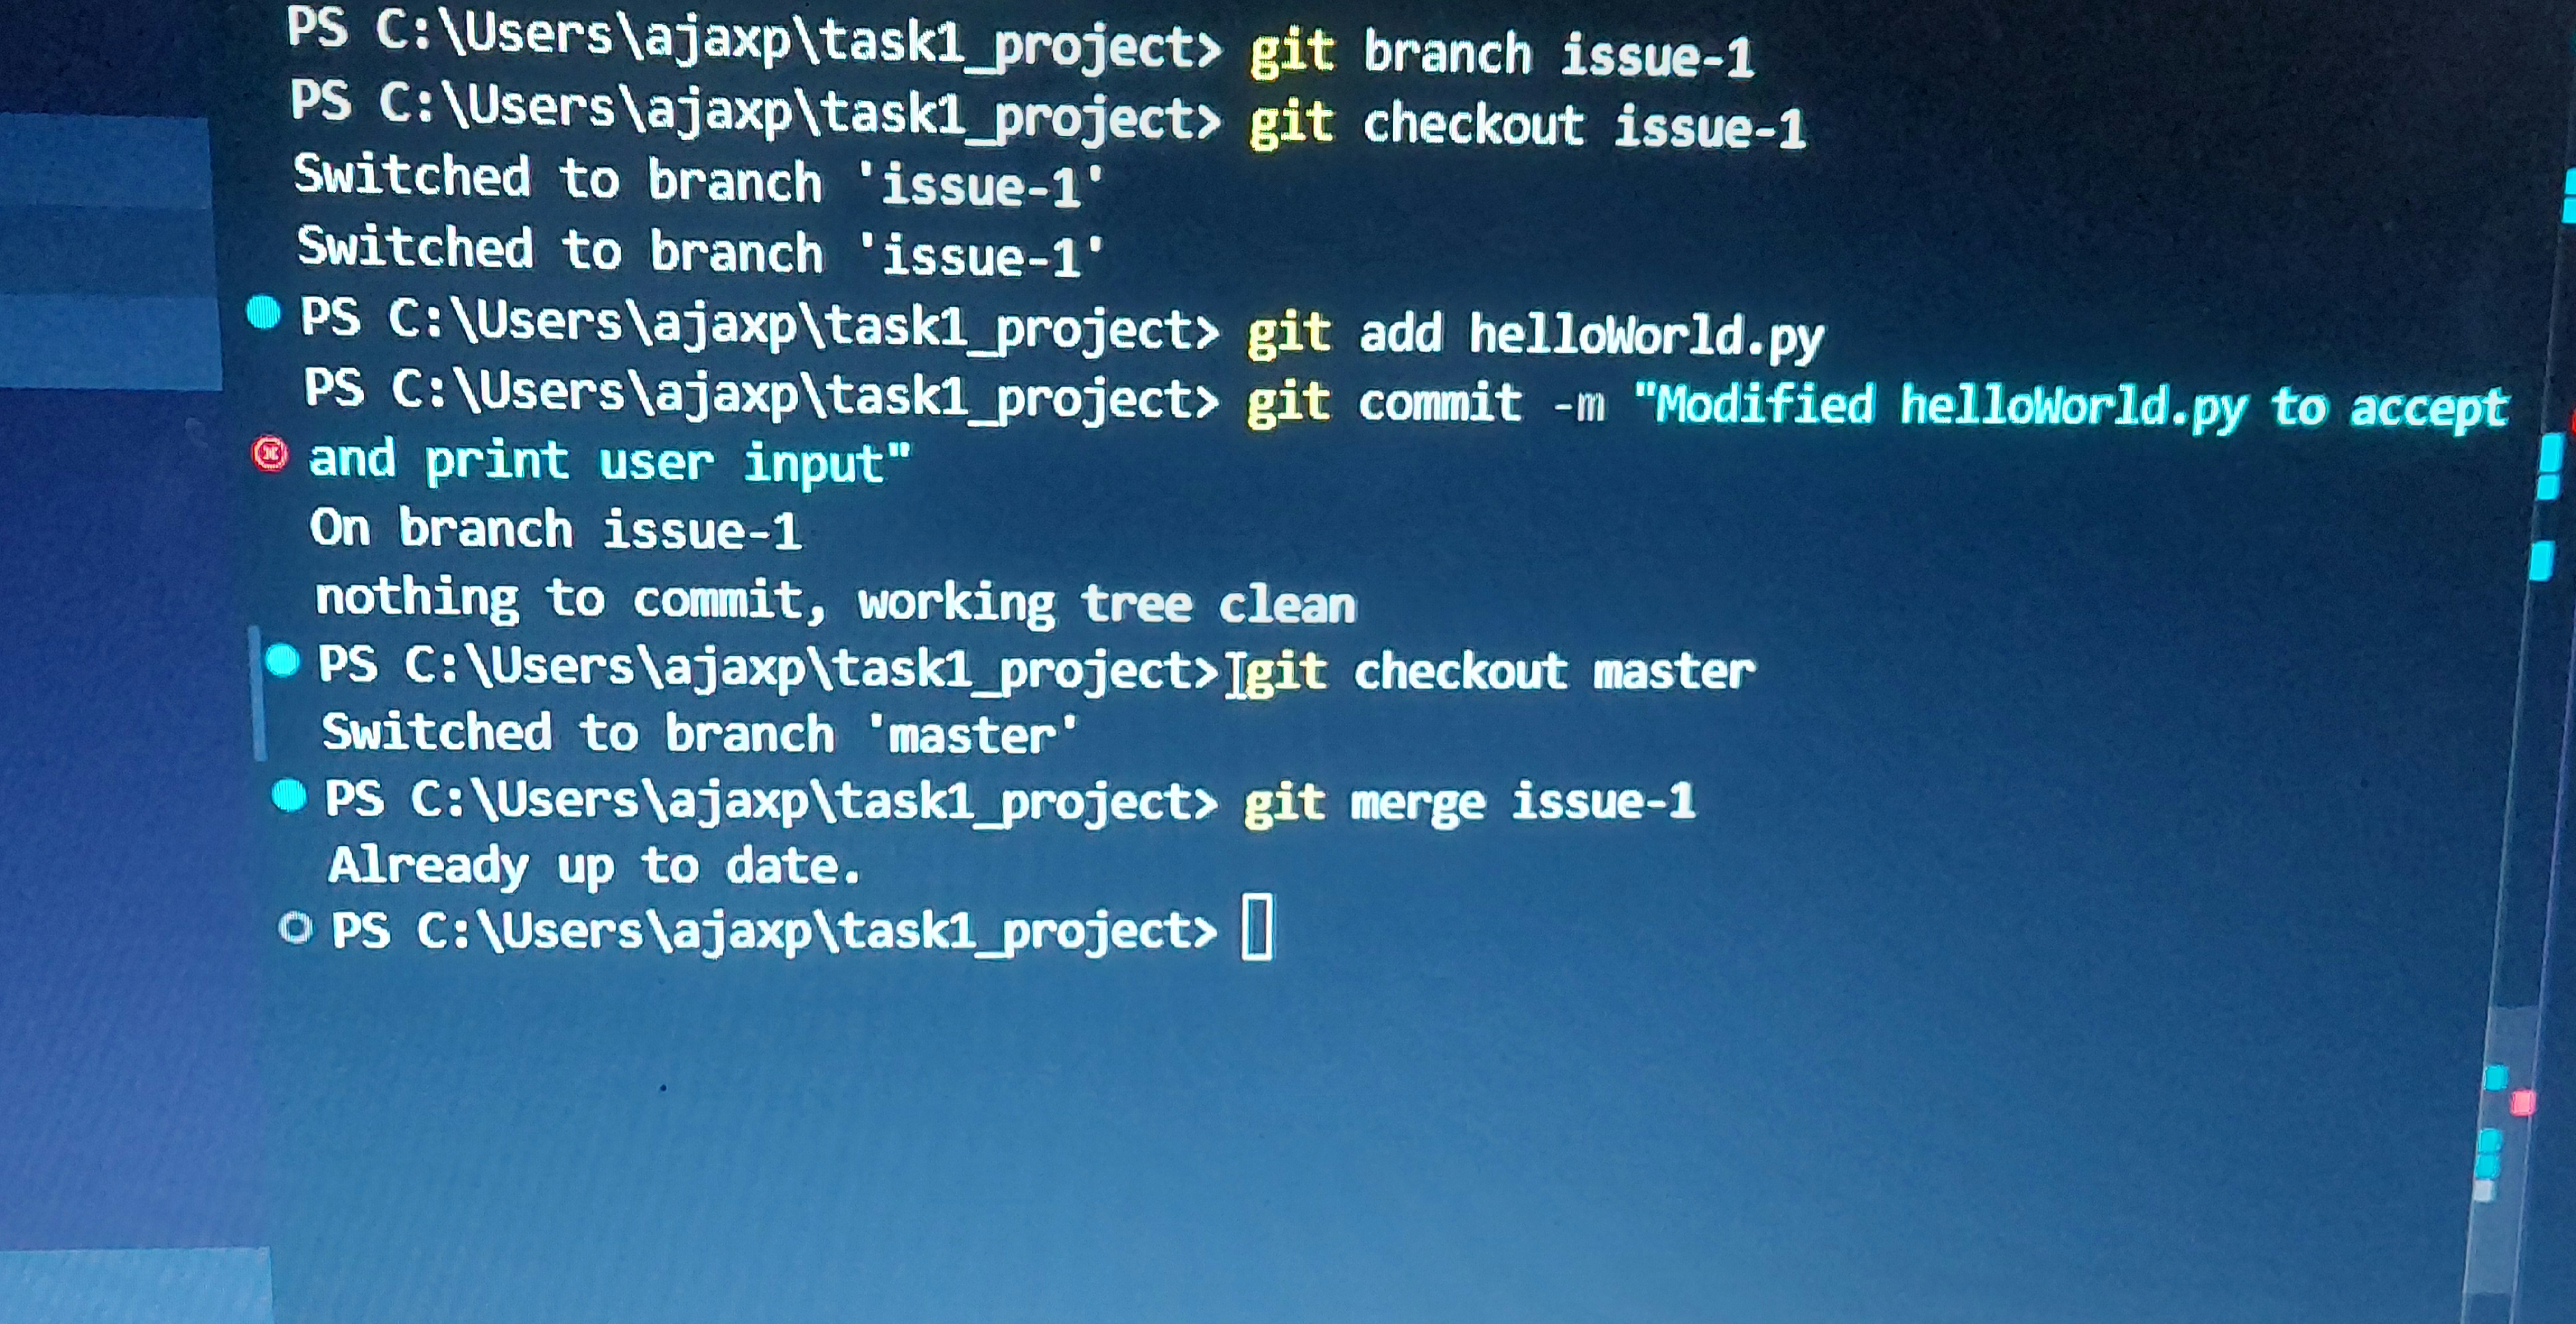 PS C:\Users\ajaxp\task1_project> git branch issue-1
PS C:\Users\ajaxp\task1_project> git checkout issue-1
Switched to branch 'issue-1'
Switched to branch 'issue-1'
PS C:\Users\ajaxp\task1_project> git add helloWorld.py
PS C:\Users\ajaxp\task1_project> git commit -m "Modified helloWorld.py to accept
and print user input"
On branch issue-1
nothing to commit, working tree clean
PS C:\Users\ajaxp\task1_project> git checkout master
Switched to branch 'master'
PS C:\Users\ajaxp\task1_project> git merge issue-1
Already up to date.
PS C:\Users\ajaxp\task1_project>